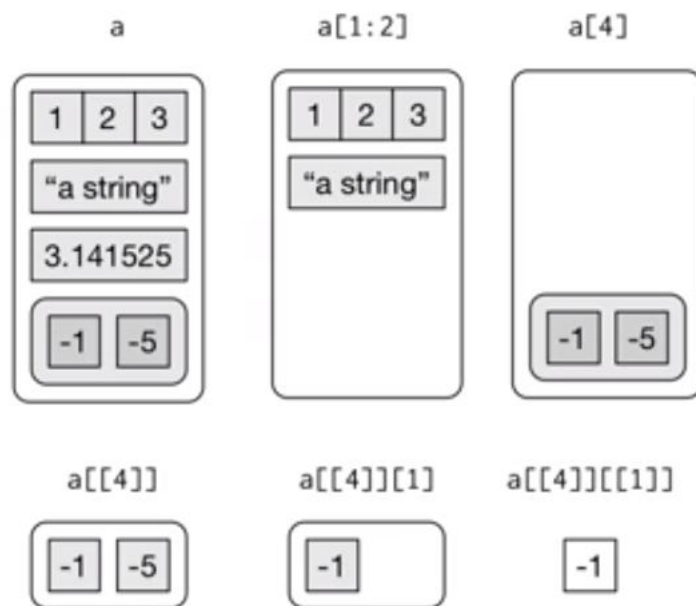 a a[1:2] a[4]
1 2 3 1 2 3
“a string” “a string”
3.141525
-1 -5 -1 -5
a[[4]] a[[4]][1] a[[4]][[1]]
-1 -5 -1 -1